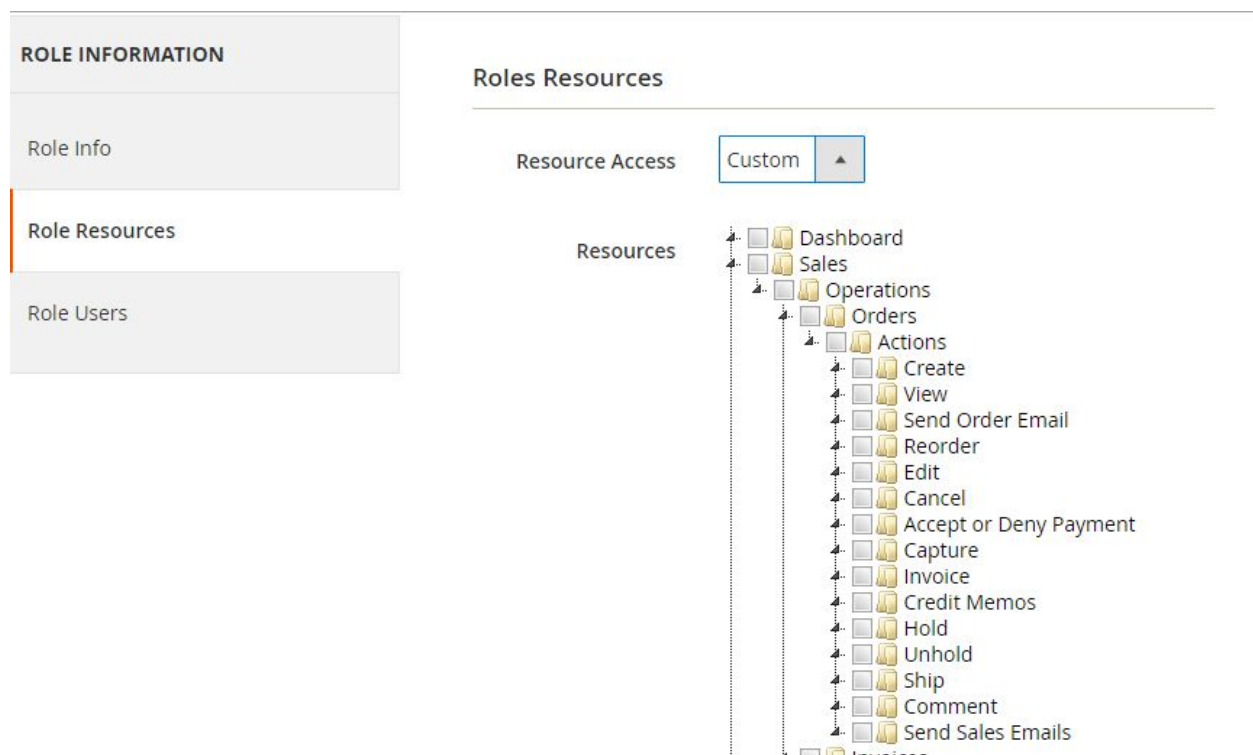 ROLE INFORMATION
Role Info
Role Resources
Role Users
Roles Resources
Resource Access
Custom
Resources
Dashboard
Sales
Operations
Orders
Actions
Create
View
Send Order Email
Reorder
Edit
Cancel
Accept or Deny Payment
Capture
Invoice
Credit Memos
Hold
Unhold
Ship
Comment
Send Sales Emails